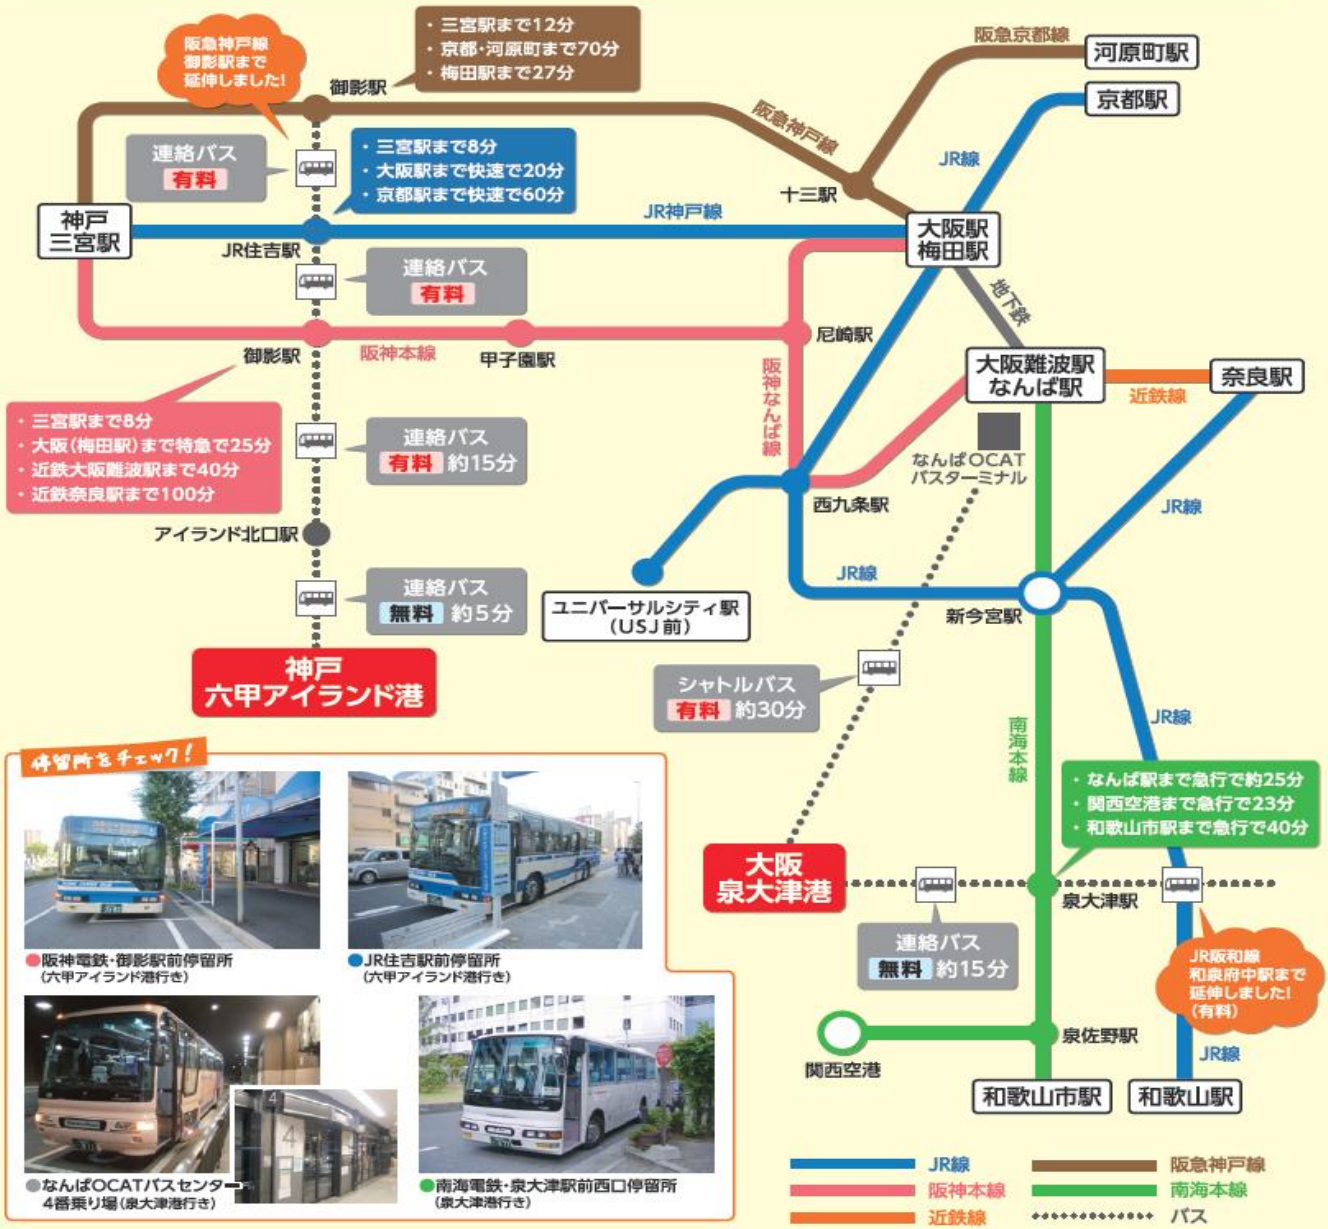 阪急神戸線
御影駅まで
延伸しました!
御影駅
・三宮駅まで12分
・京都・河原町まで70分
・梅田駅まで27分
阪急京都線
河原町駅
京都駅
阪急神戸線
JR線
十三駅
連絡バス
有料
・三宮駅まで8分
・大阪駅まで快速で20分
・京都駅まで快速で60分
神戸
三宮駅
JR神戸線
JR住吉駅
大阪駅
梅田駅
連絡バス
有料
地下鉄
御影駅
阪神本線
甲子園駅
尼崎駅
大阪難波駅
なんば駅
近鉄線
奈良駅
阪神なんば線
・三宮駅まで8分
・大阪(梅田駅)まで特急で25分
・近鉄大阪難波駅まで40分
・近鉄奈良駅まで100分
連絡バス
有料 約15分
なんばOCAT
バスターミナル
西九条駅
JR線
アイランド北口駅
連絡バス
無料 約5分
ユニバーサルシティ駅
(USJ前)
JR線
新今宮駅
神戸
六甲アイランド港
シャトルバス
有料 約30分
南海本線
JR線
・なんば駅まで急行で約25分
・関西空港まで急行で23分
・和歌山市駅まで急行で40分
大阪
泉大津港
泉大津駅
連絡バス
無料 約15分
JR阪和線
和泉府中駅まで
延伸しました!
(有料)
泉佐野駅
関西空港
JR線
和歌山市駅
和歌山駅
停留所をチェック!
阪神電鉄・御影駅前停留所
(六甲アイランド港行き)
JR住吉駅前停留所
(六甲アイランド港行き)
4
4
なんばOCATバスセンター
4番乗り場(泉大津港行き)
南海電鉄・泉大津駅前西口停留所
(泉大津港行き)
JR線
阪急神戸線
阪神本線
南海本線
近鉄線
バス